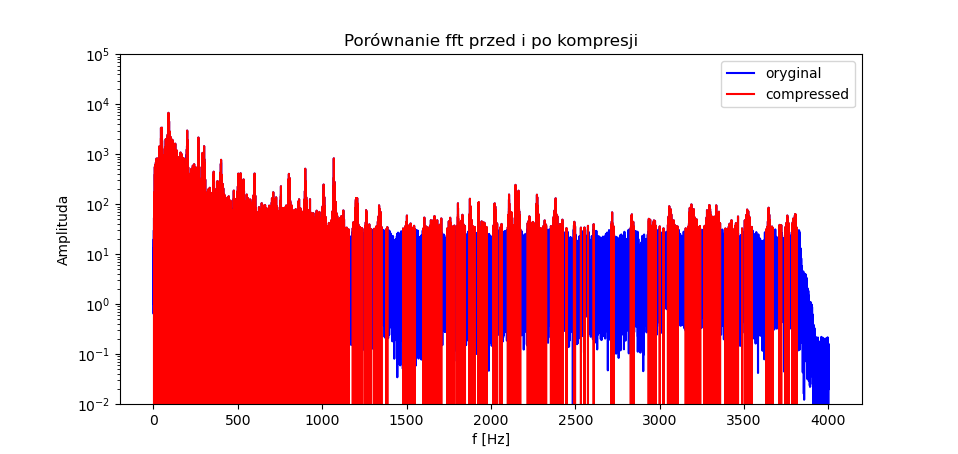 Porównanie fft przed i po kompresji
oryginal
compressed
Amplituda
10^5
10^4
10^3
10^2
10^1
10^0
10^−1
10^−2
0 500 1000 1500 2000 2500 3000 3500 4000
f [Hz]